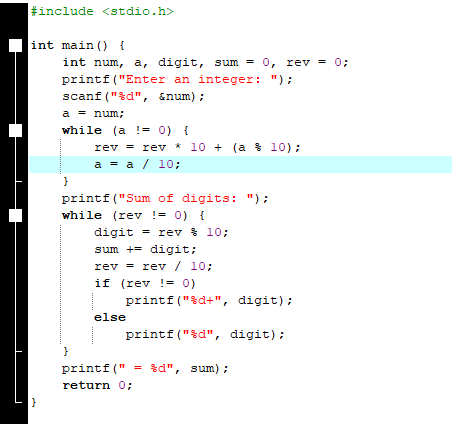 #include <stdio.h>
int main() {
    int num, a, digit, sum = 0, rev = 0;
    printf("Enter an integer: ");
    scanf("%d", &num);
    a = num;
    while (a != 0) {
        rev = rev * 10 + (a % 10);
        a = a / 10;
    }
    printf("Sum of digits: ");
    while (rev != 0) {
        digit = rev % 10;
        sum += digit;
        rev = rev / 10;
        if (rev != 0)
            printf("%d+", digit);
        else
            printf("%d", digit);
    }
    printf(" = %d", sum);
    return 0;
}